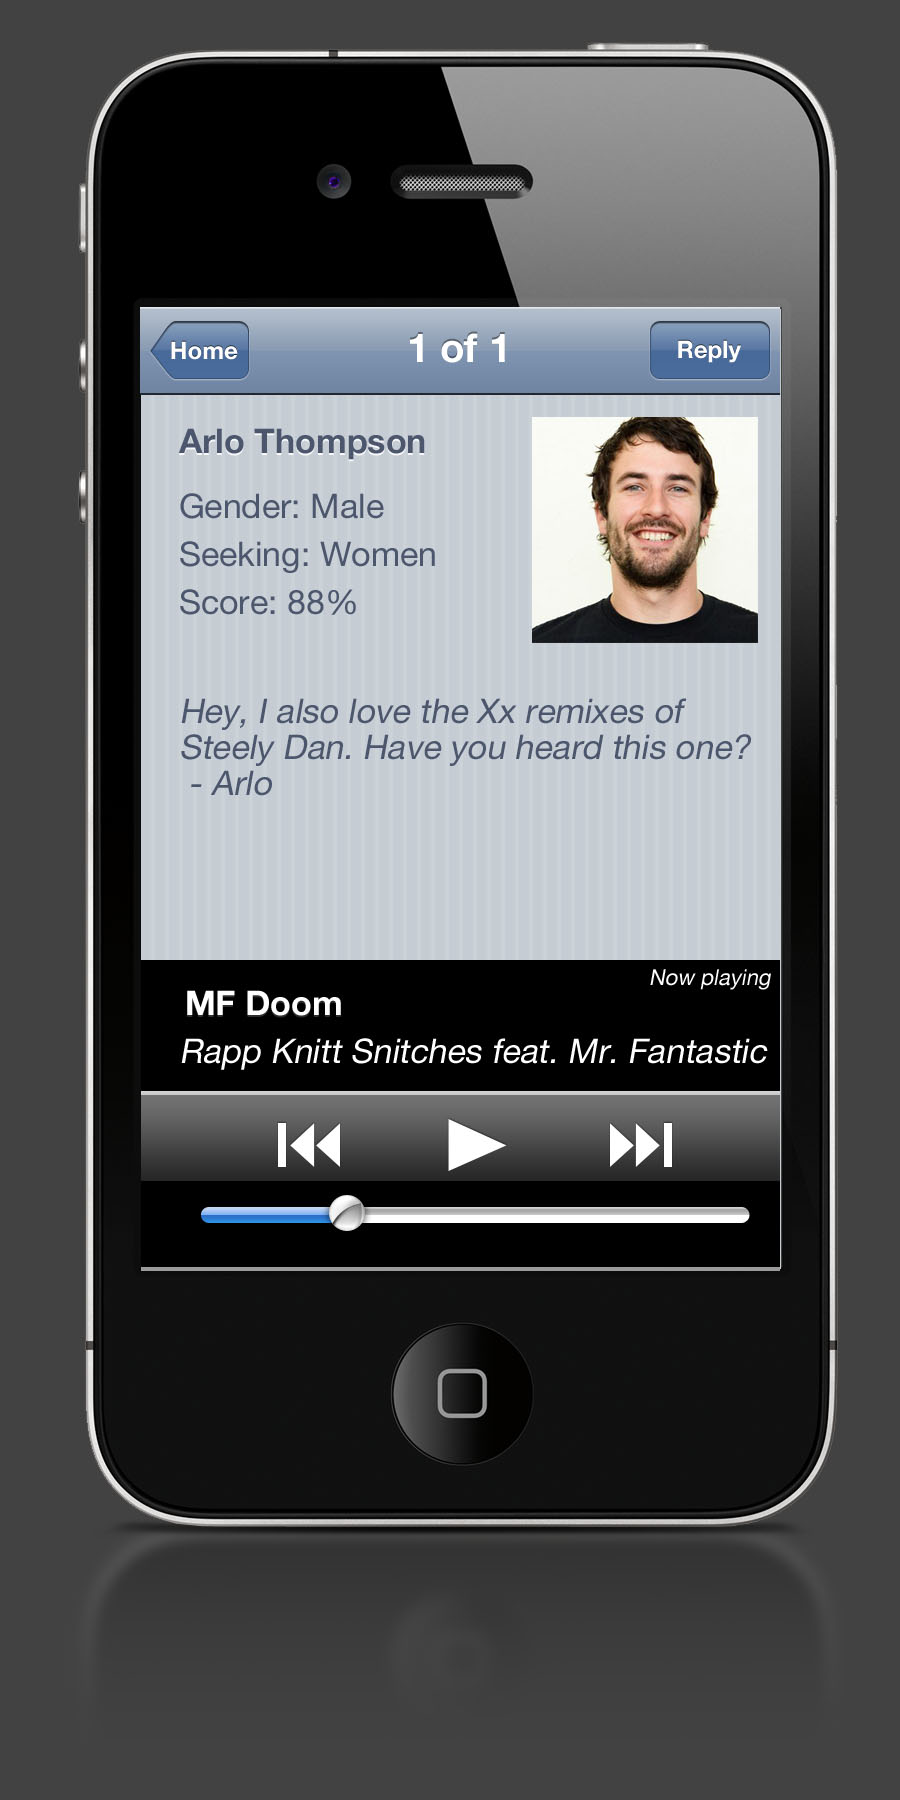 Home
1 of 1
Reply
Arlo Thompson
Gender: Male
Seeking: Women
Score: 88%
Hey, I also love the Xx remixes of
Steely Dan. Have you heard this one?
- Arlo
Now playing
MF Doom
Rapp Knitt Snitches feat. Mr. Fantastic